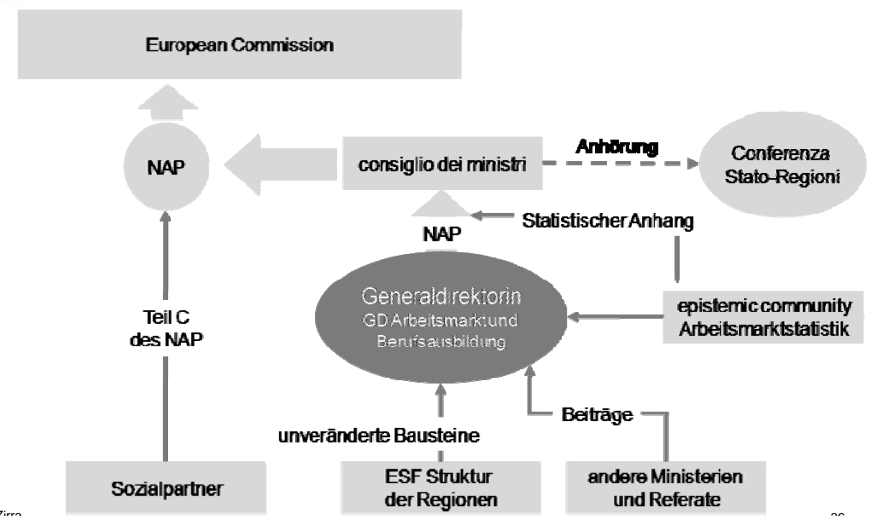 European Commission
NAP
consiglio dei ministri
Anhörung
Conferenza
Stato-Regioni
NAP
Statistischer Anhang
Generaldirektorin
GD Arbeitsmarkt und
Berufsausbildung
epistemic community
Arbeitsmarktstatistik
Teil C
des NAP
Beiträge
unveränderte Bausteine
Sozialpartner
ESF Struktur
der Regionen
andere Ministerien
und Referate